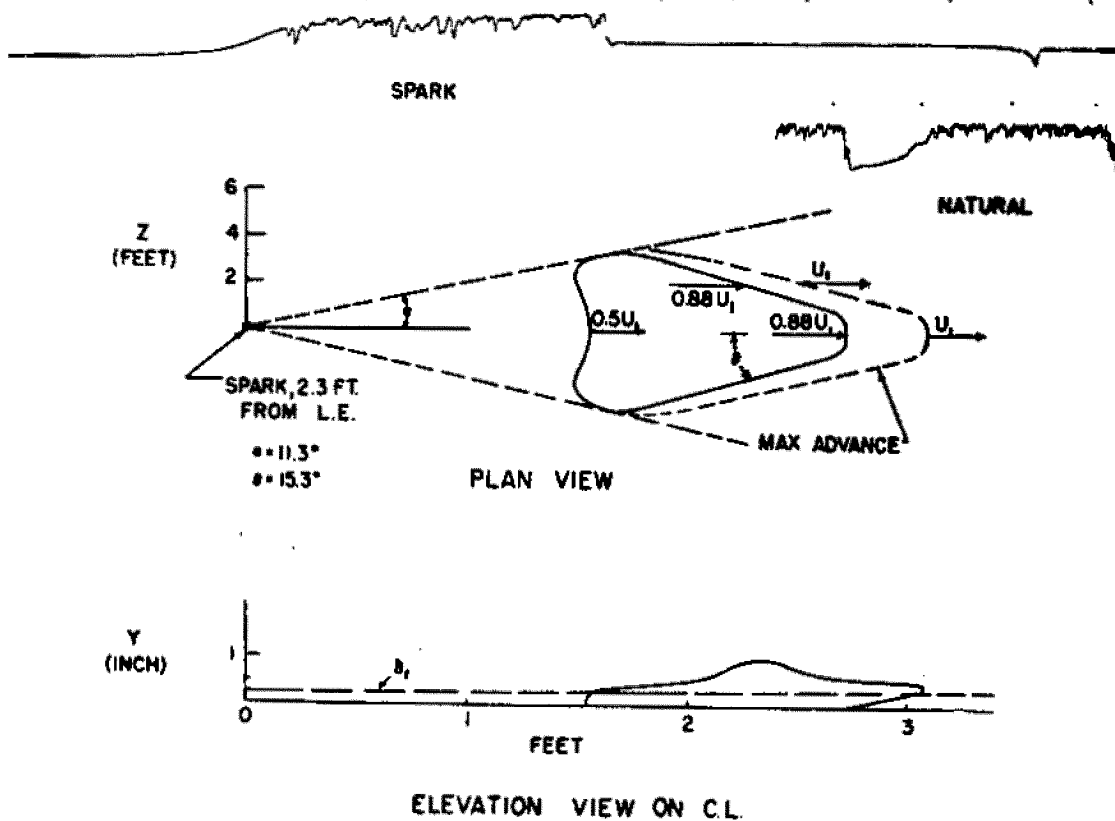 SPARK
NATURAL
6
4
2
Z
(FEET)
U₁
0.88U₁
0.5U₁
0.88U₁
U₁
SPARK, 2.3 FT.
FROM L.E.
= 11.3°
= 15.3°
MAX ADVANCE
PLAN VIEW
Y
(INCH)
1
0
1
2
3
FEET
ELEVATION VIEW ON C.L.